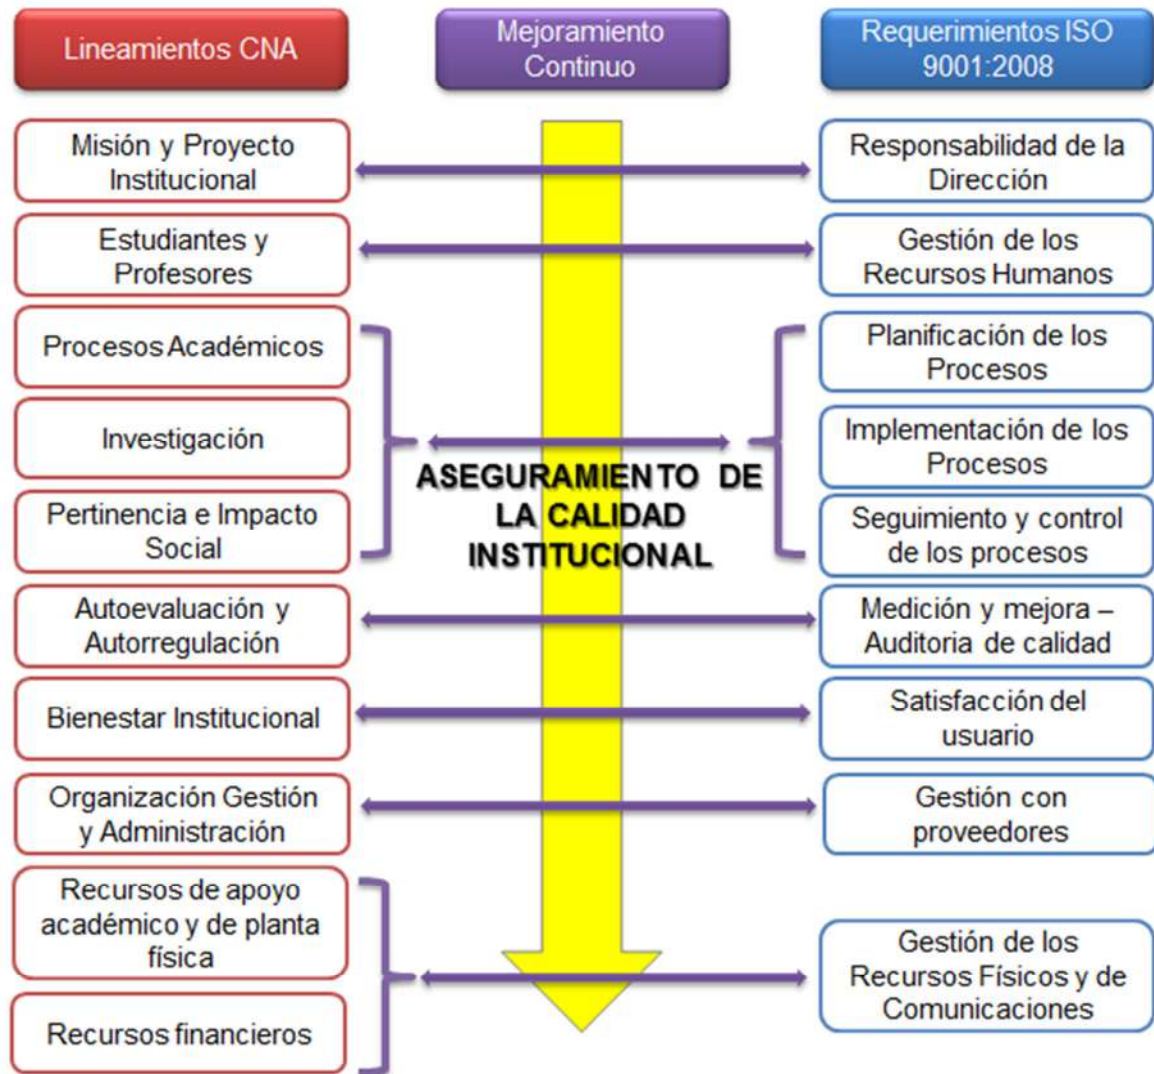 Lineamientos CNA
Mejoramiento
Continuo
Requerimientos ISO
9001:2008
Misión y Proyecto
Institucional
Responsabilidad de la
Dirección
Estudiantes y
Profesores
Gestión de los
Recursos Humanos
Procesos Académicos
Investigación
Pertinencia e Impacto
Social
ASEGURAMIENTO DE
LA CALIDAD
INSTITUCIONAL
Planificación de los
Procesos
Implementación de los
Procesos
Seguimiento y control
de los procesos
Autoevaluación y
Autorregulación
Medición y mejora –
Auditoria de calidad
Bienestar Institucional
Satisfacción del
usuario
Organización Gestión
y Administración
Gestión con
proveedores
Recursos de apoyo
académico y de planta
física
Recursos financieros
Gestión de los
Recursos Físicos y de
Comunicaciones